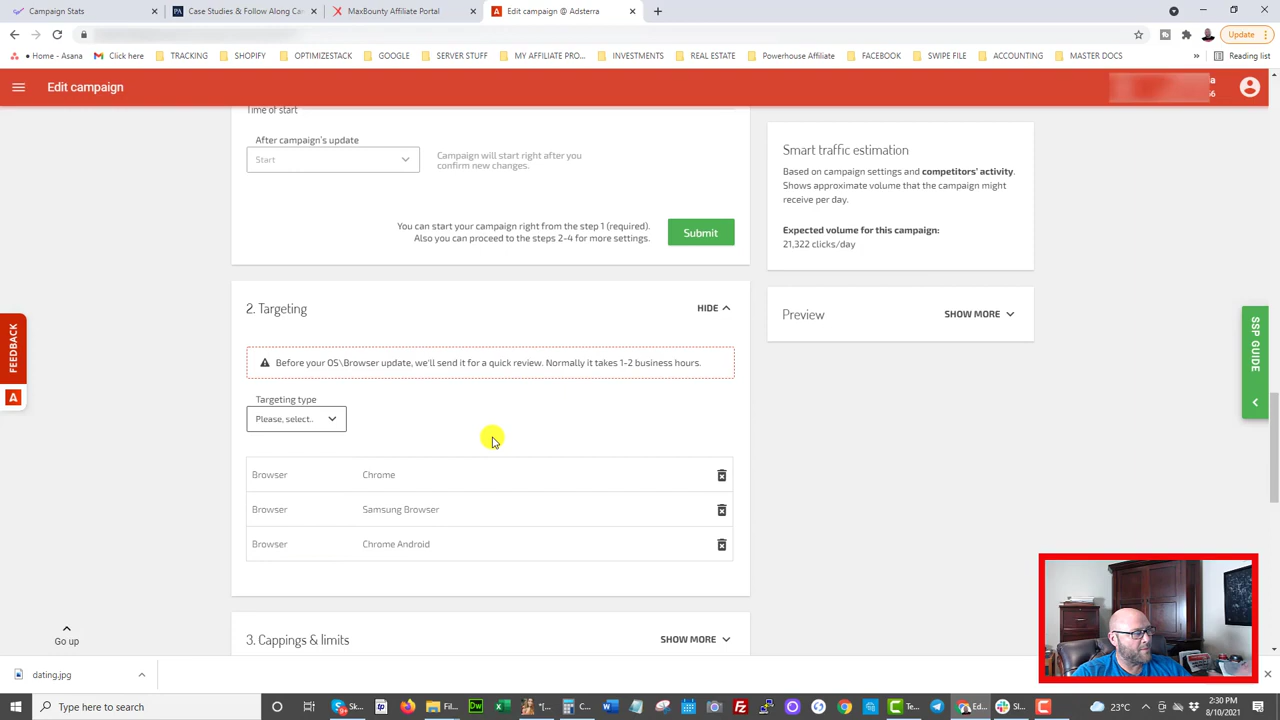 Campaign Stats
Case Studies & Latest Comm
MaxBounty Affiliate Portal
Edit campaign @ Adsterra
Update
Home - Asana
Click here
TRACKING
SHOPIFY
OPTIMIZESTACK
GOOGLE
SERVER STUFF
MY AFFILIATE PRO...
INVESTMENTS
REAL ESTATE
Powerhouse Affiliate
FACEBOOK
SWIPE FILE
ACCOUNTING
MASTER DOCS
Reading list
Edit campaign
Time of start
After campaign's update
Start
Campaign will start right after you
confirm new changes.
You can start your campaign right from the step 1 (required).
Also you can proceed to the steps 2-4 for more settings.
Submit
Smart traffic estimation
Based on campaign settings and competitors' activity.
Shows approximate volume that the campaign might
receive per day.
Expected volume for this campaign:
21,322 clicks/day
Preview
SHOW MORE
2. Targeting
HIDE
Before your OS\Browser update, we'll send it for a quick review. Normally it takes 1-2 business hours.
Targeting type
Please, select..
Browser Chrome
Browser Samsung Browser
Browser Chrome Android
3. Cappings & limits
SHOW MORE
FEEDBACK
A
SSP GUIDE
Go up
dating.jpg
Type here to search
Sk...
Fil...
C...
Te...
Edi...
Sl...
23°C
2:30 PM
8/10/2021